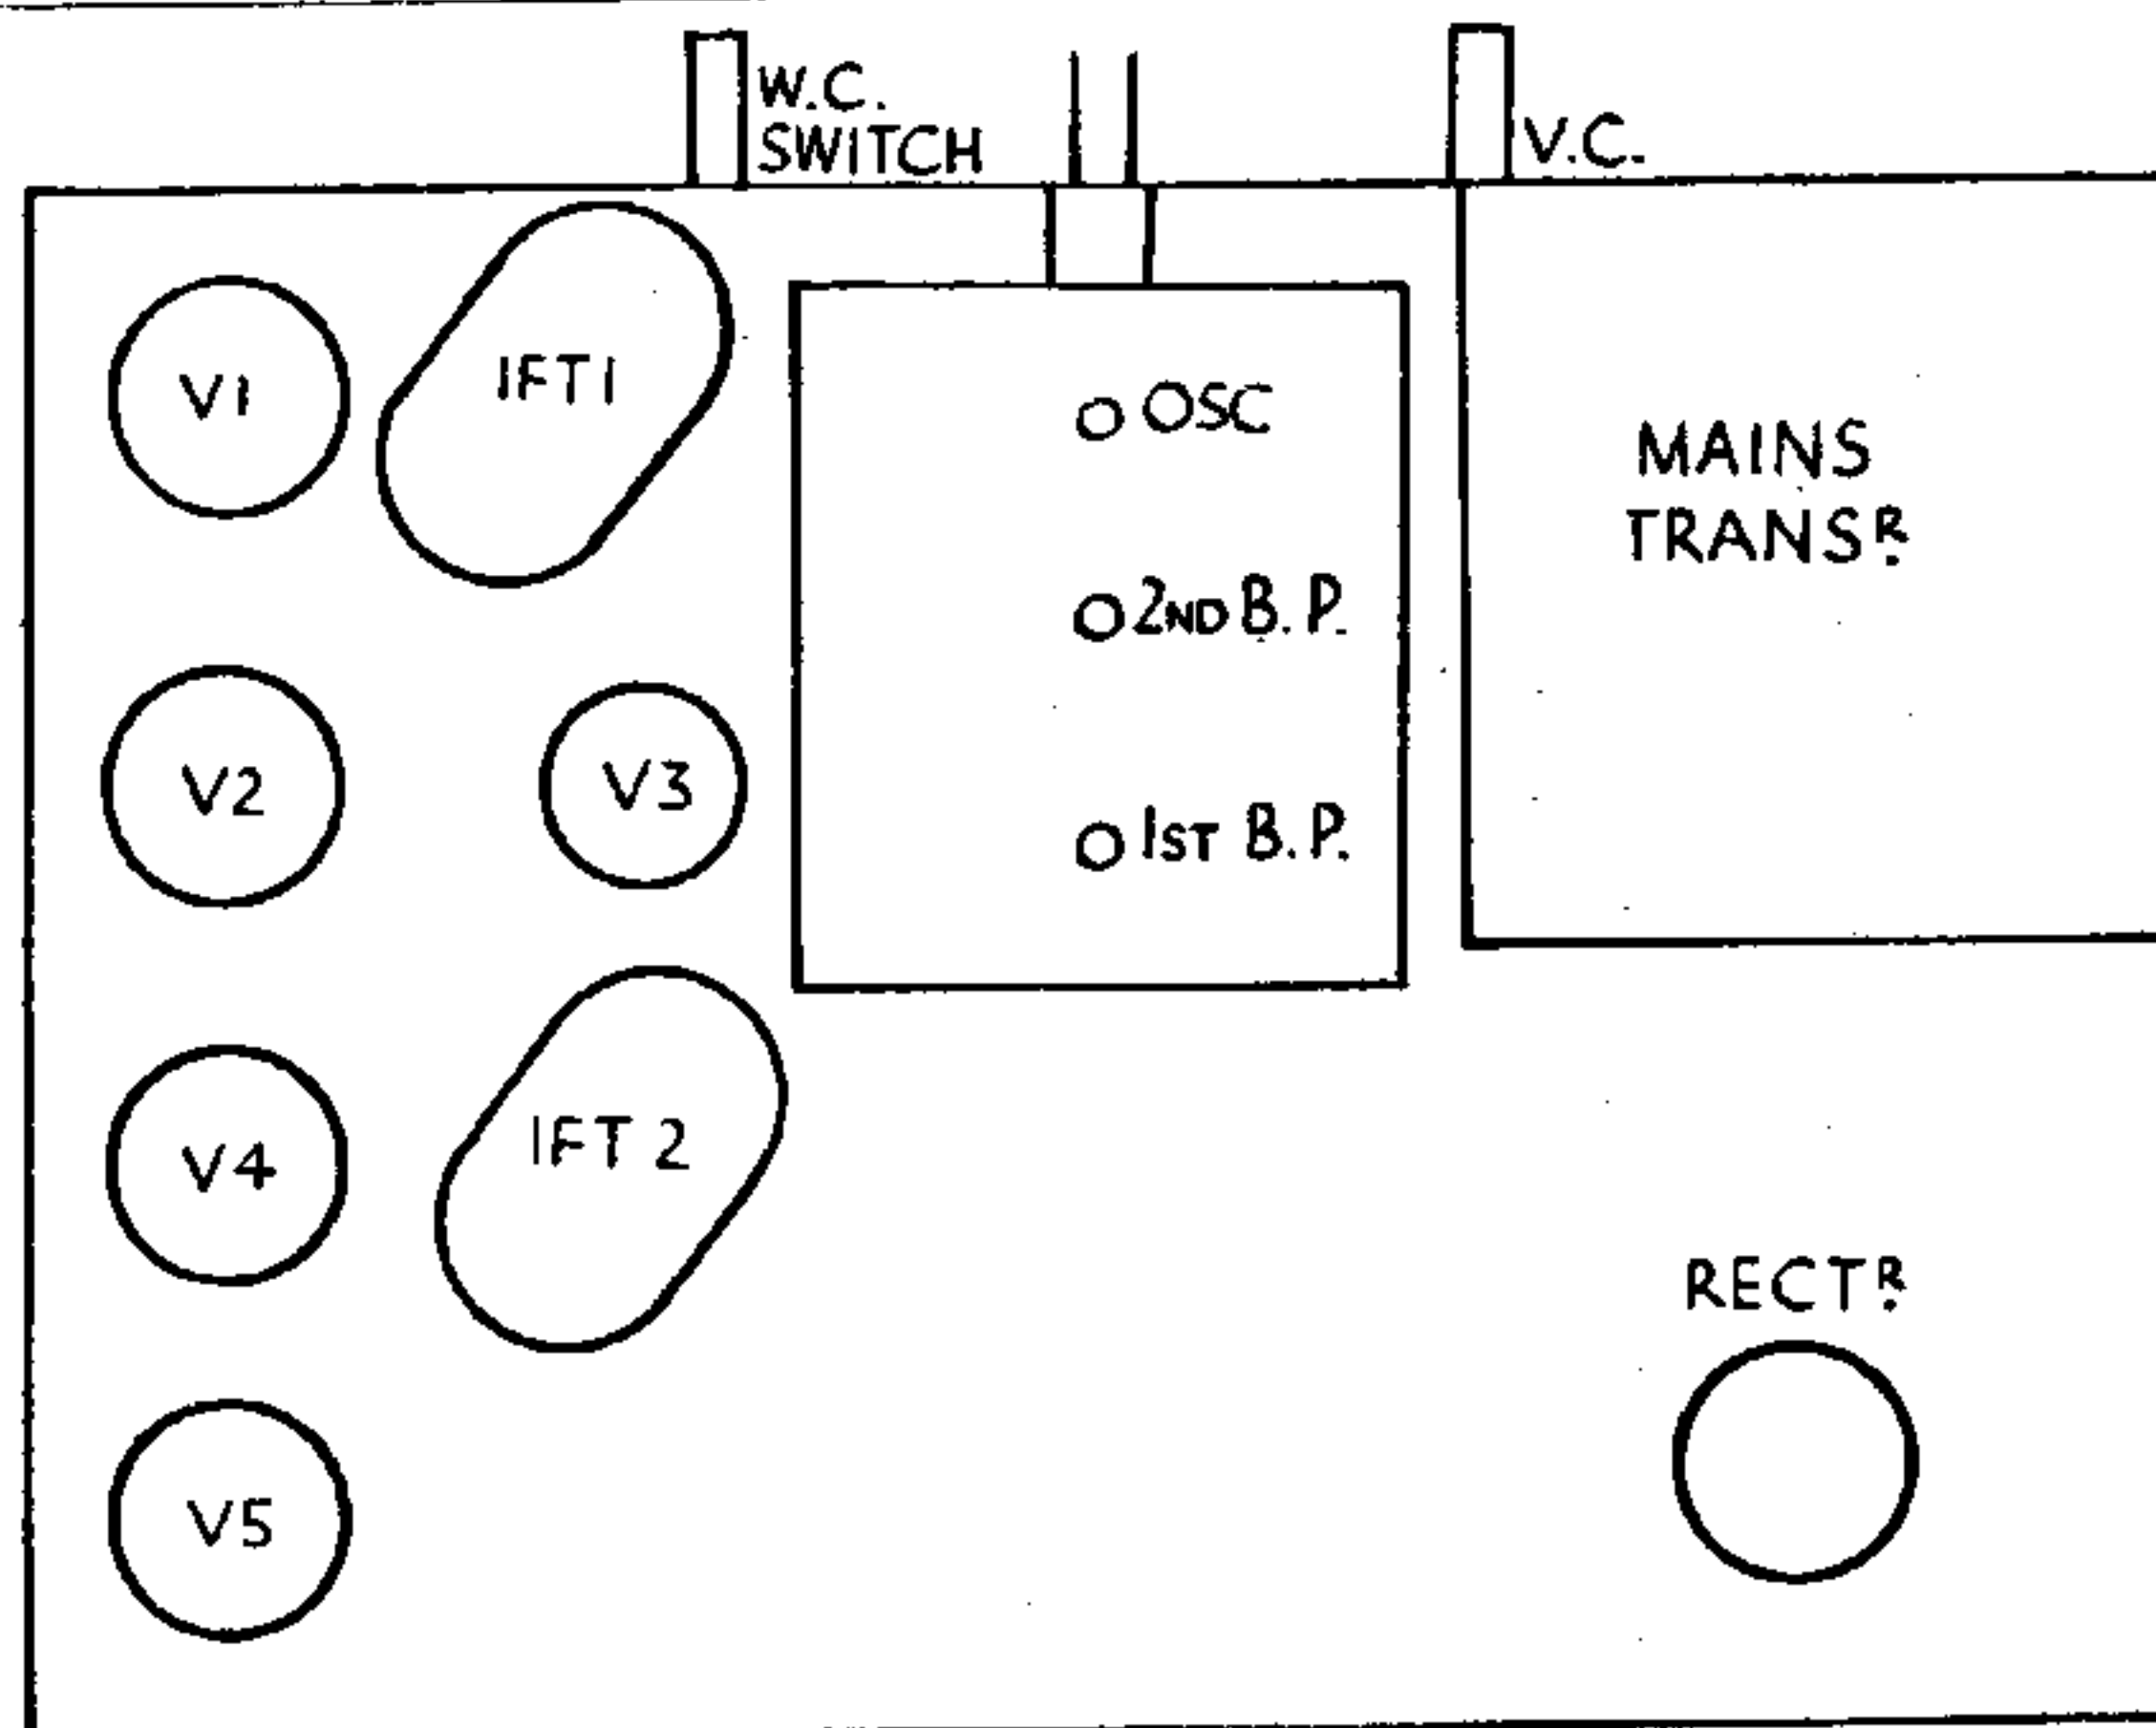 W.C.
SWITCH
V.C.
V1
IFT1
OSC
MAINS
TRANSR.
2ND B.P.
V2
V3
1ST B.P.
V4
IFT 2
RECTR.
V5